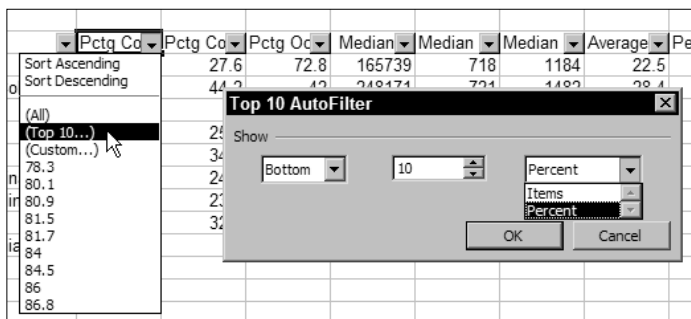 Pctg Co Pctg Co Pctg Oc Median Median Median Average Pe
Sort Ascending 27.6 72.8 165739 718 1184 22.5
Sort Descending
(All)
(Top 10...)
(Custom...)
78.3
80.1
80.9
81.5
81.7
84
84.5
86
86.8
Top 10 AutoFilter
Show
Bottom 10 Percent
Items
Percent
OK Cancel